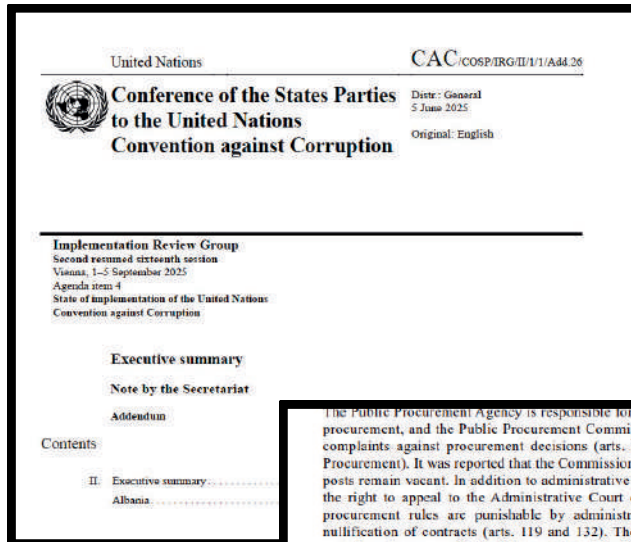 United Nations
CAC/COSP/IRG/II/1/1/Add.26
Conference of the States Parties
to the United Nations
Convention against Corruption
Distr.: General
5 June 2025
Original: English
Implementation Review Group
Second resumed sixteenth session
Vienna, 1–5 September 2025
Agenda item 4
State of implementation of the United Nations
Convention against Corruption
Executive summary
Note by the Secretariat
Addendum
Contents
II. Executive summary
Albania
The Public Procurement Agency is responsible for
procurement, and the Public Procurement Commi
complaints against procurement decisions (arts.
Procurement). It was reported that the Commission
posts remain vacant. In addition to administrative
the right to appeal to the Administrative Court
procurement rules are punishable by administr
nullification of contracts (arts. 119 and 132). The